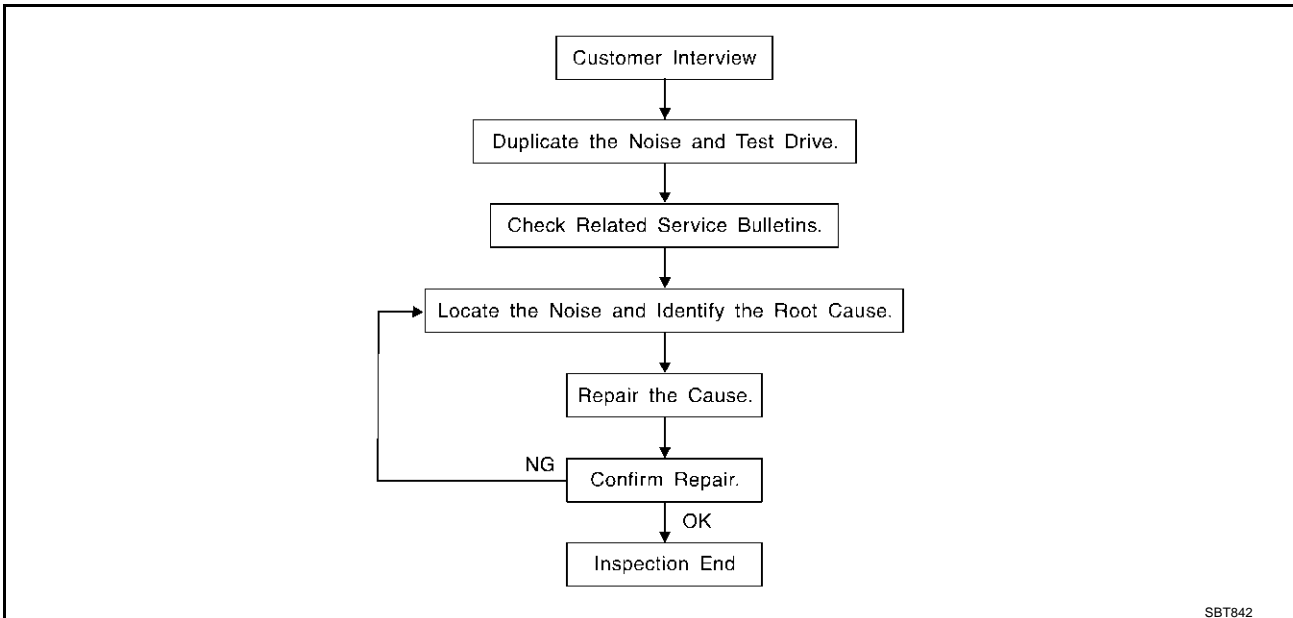 Customer Interview
Duplicate the Noise and Test Drive.
Check Related Service Bulletins.
Locate the Noise and Identify the Root Cause.
Repair the Cause.
NG
Confirm Repair.
OK
Inspection End
SBT842